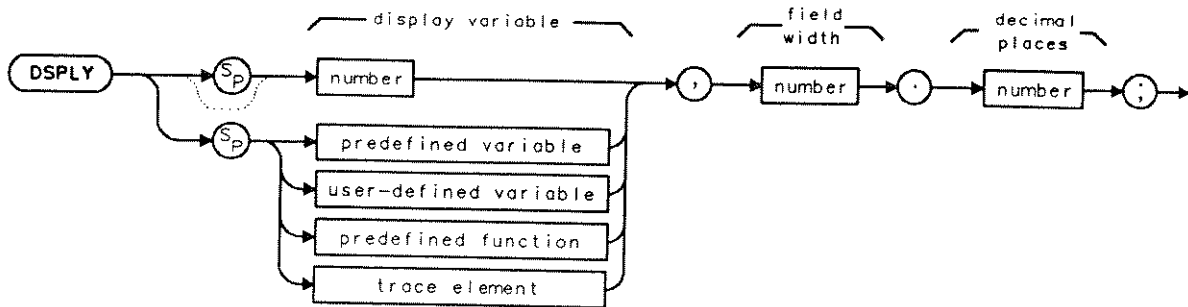 display variable
field
width
decimal
places
DSPLY
SP
number
,
number
.
number
;
SP
predefined variable
user-defined variable
predefined function
trace element